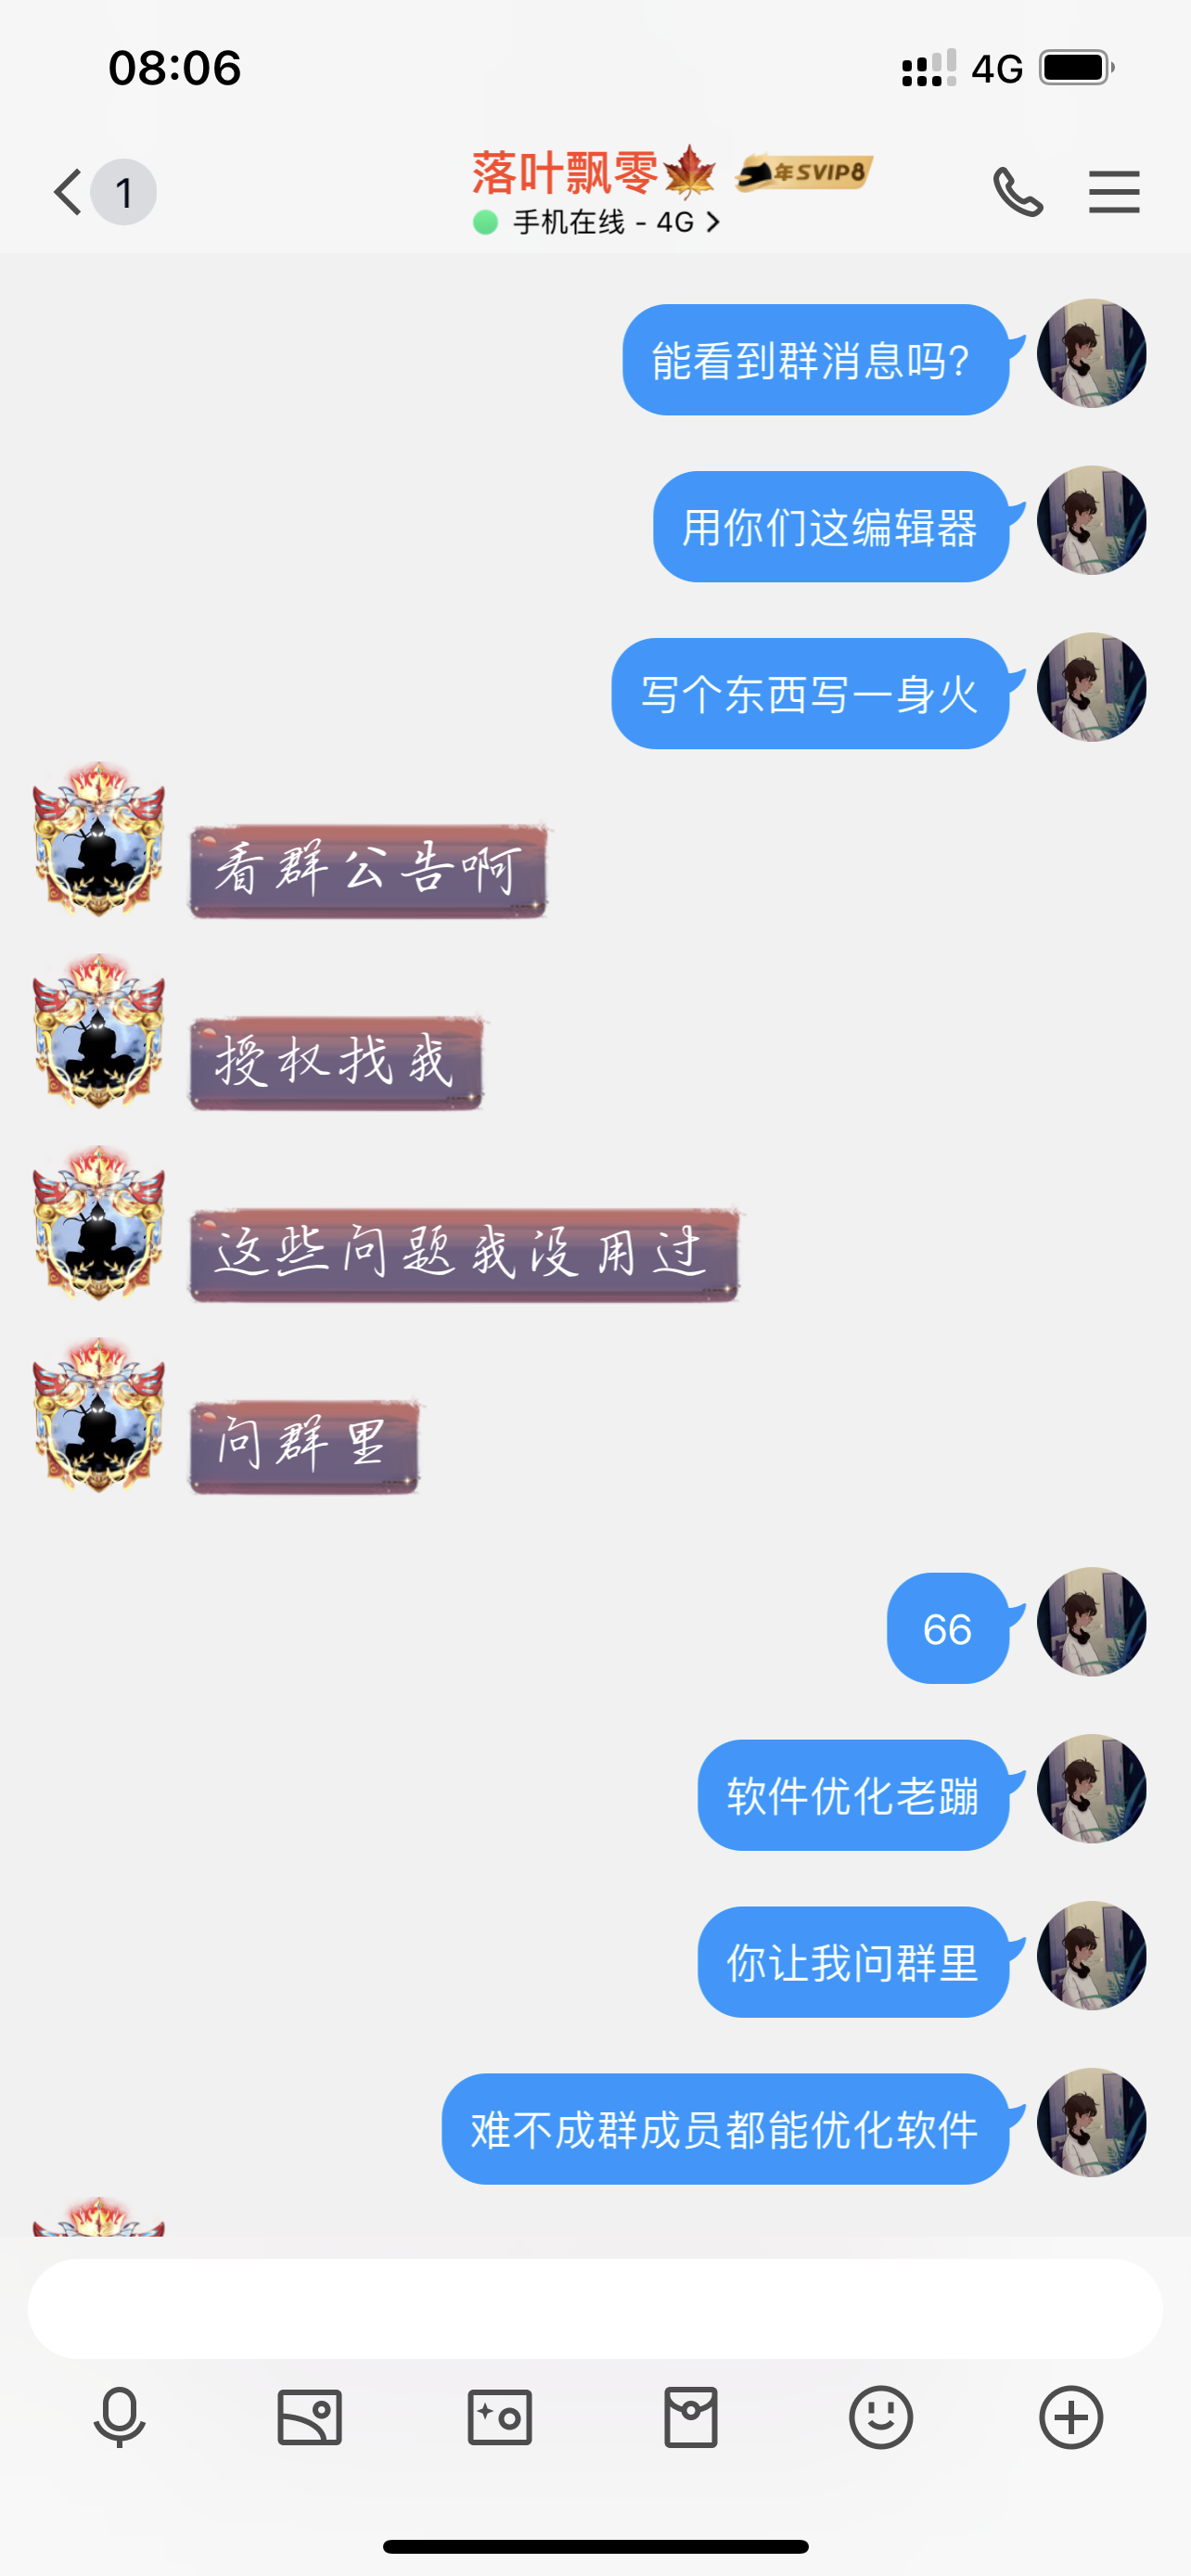 08:06
4G
1
落叶飘零🍁 年SVIP8
手机在线 - 4G
能看到群消息吗?
用你们这编辑器
写个东西写一身火
看群公告啊
授权找我
这些问题我没用过
问群里
66
软件优化老蹦
你让我问群里
难不成群成员都能优化软件